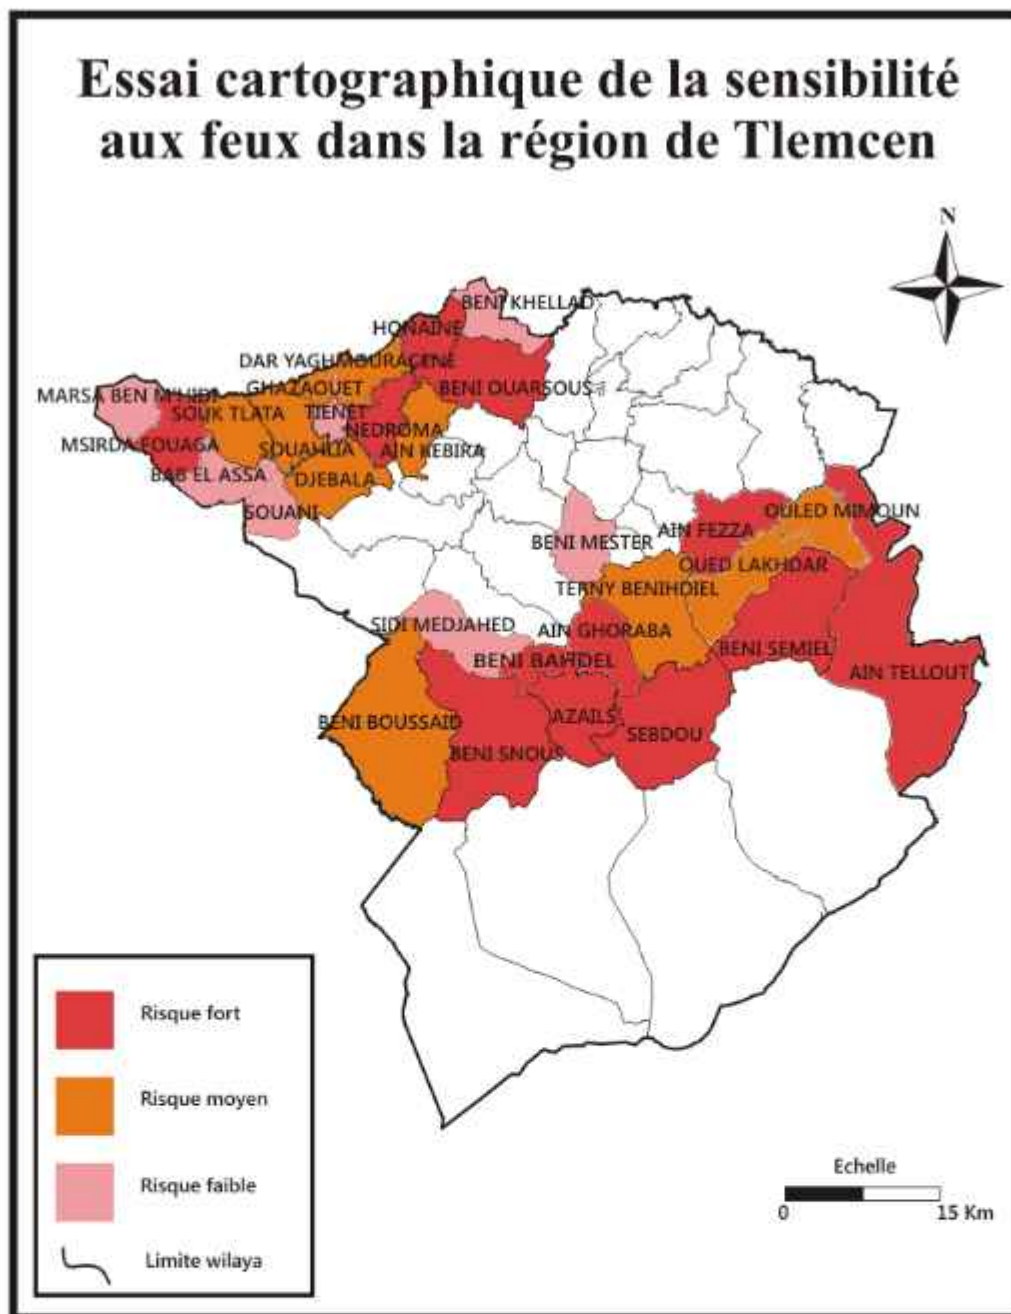 Essai cartographique de la sensibilité
aux feux dans la région de Tlemcen
N
BENI KHELLAD
HONAINE
DAR YAGHMOURACENE
GHAZAOUET
BENI OUARSOUS
MARSA BEN M'HIDI
SOUK TLATA
TIENET
NEDROMA
MSIRDA FOUAGA
SOUAHLIA
AIN KEBIRA
BAB EL ASSA
DJEBALA
SOUANI
OULED MIMOUN
AIN FEZZA
BENI MESTER
OUED LAKHDAR
TERNY BENIHDIEL
SIDI MEDJAHED
AIN GHORABA
BENI SEMIEL
BENI BAHDEL
AIN TELLOUT
BENI BOUSSAID
AZAILS
SEBDOU
BENI SNOUS
Risque fort
Risque moyen
Risque faible
Limite wilaya
Echelle
0 15 Km